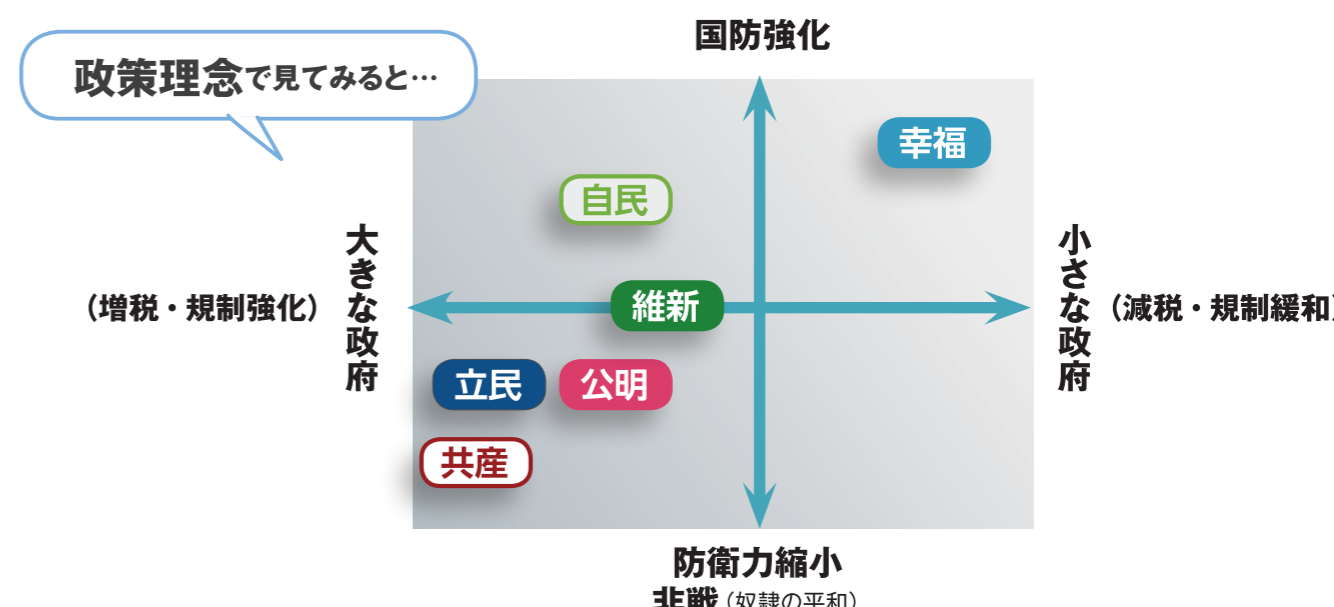 国防強化
政策理念で見てみると…
幸福
自民
大きな政府
(増税・規制強化)
維新
小さな政府
(減税・規制緩和)
立民
公明
共産
防衛力縮小
非戦(奴隷の平和)